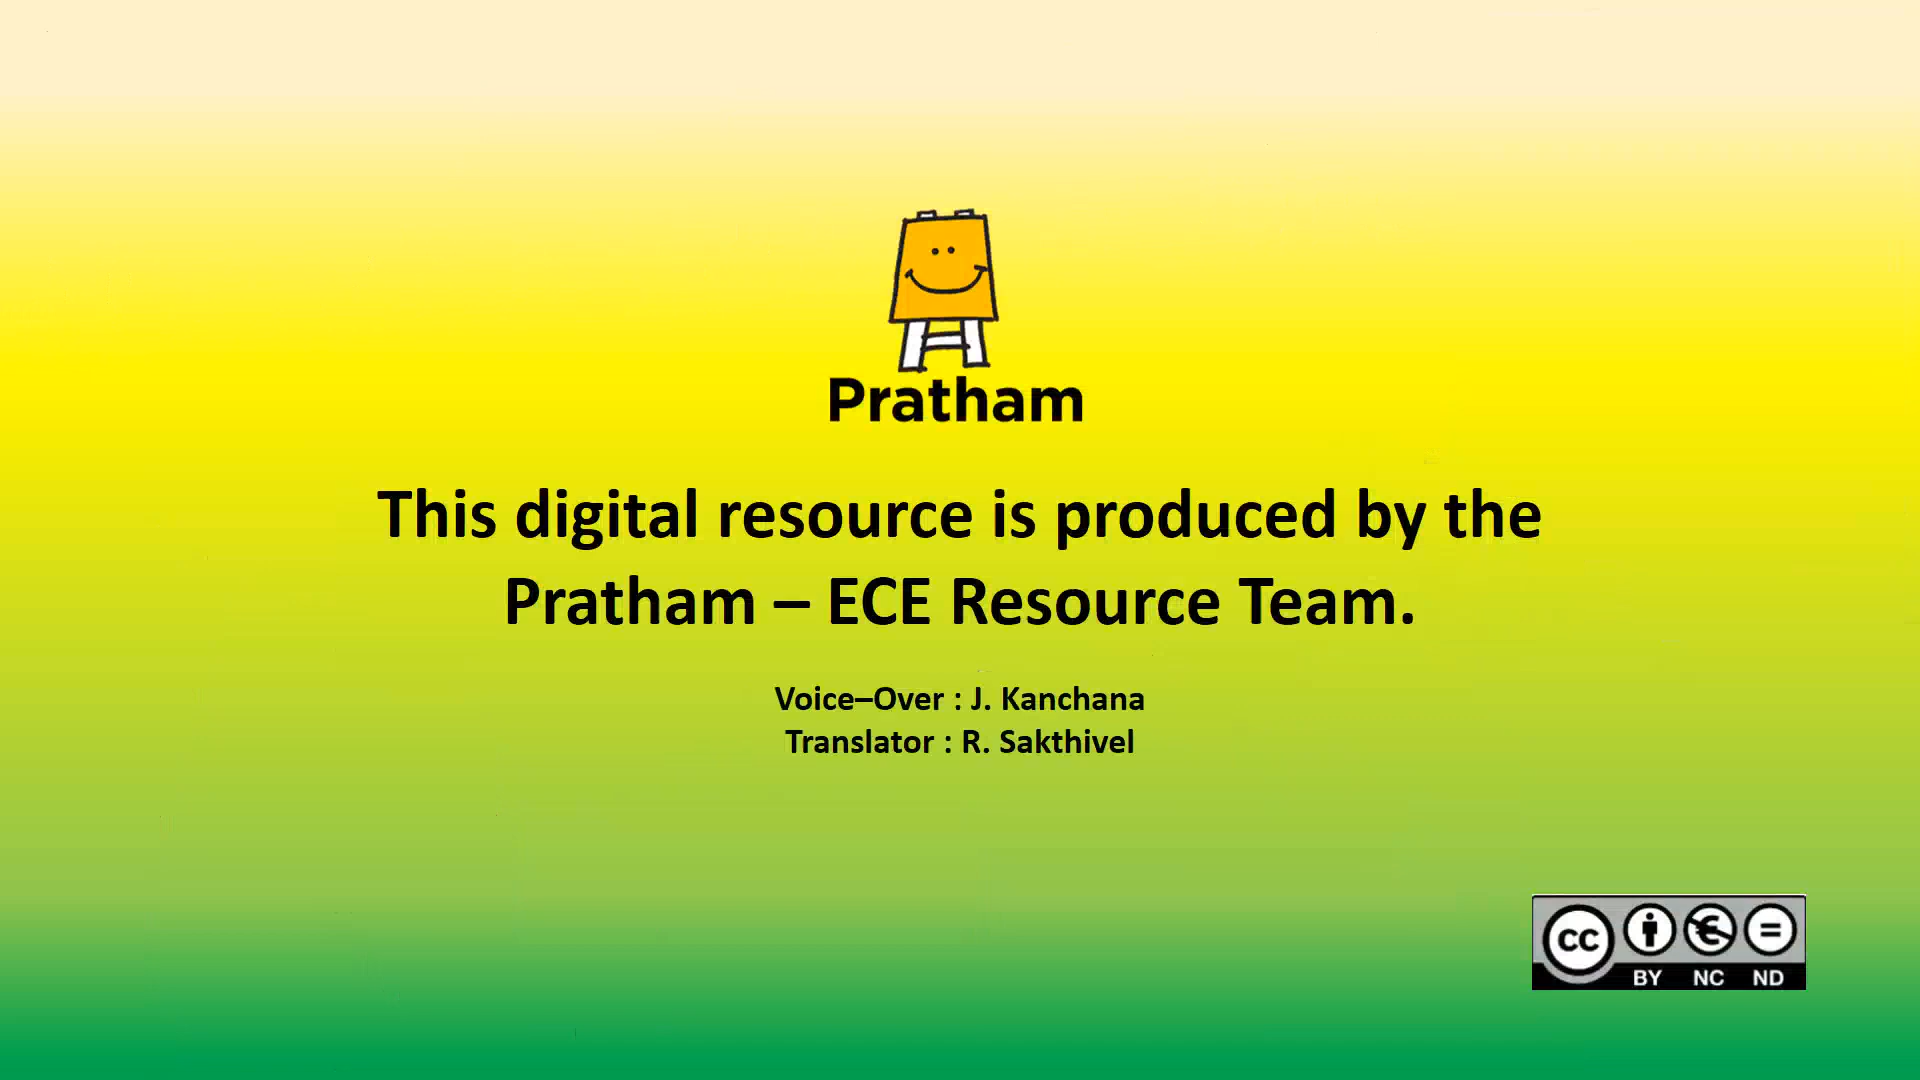 Pratham
This digital resource is produced by the
Pratham – ECE Resource Team.
Voice–Over : J. Kanchana
Translator : R. Sakthivel
CC
BY NC ND